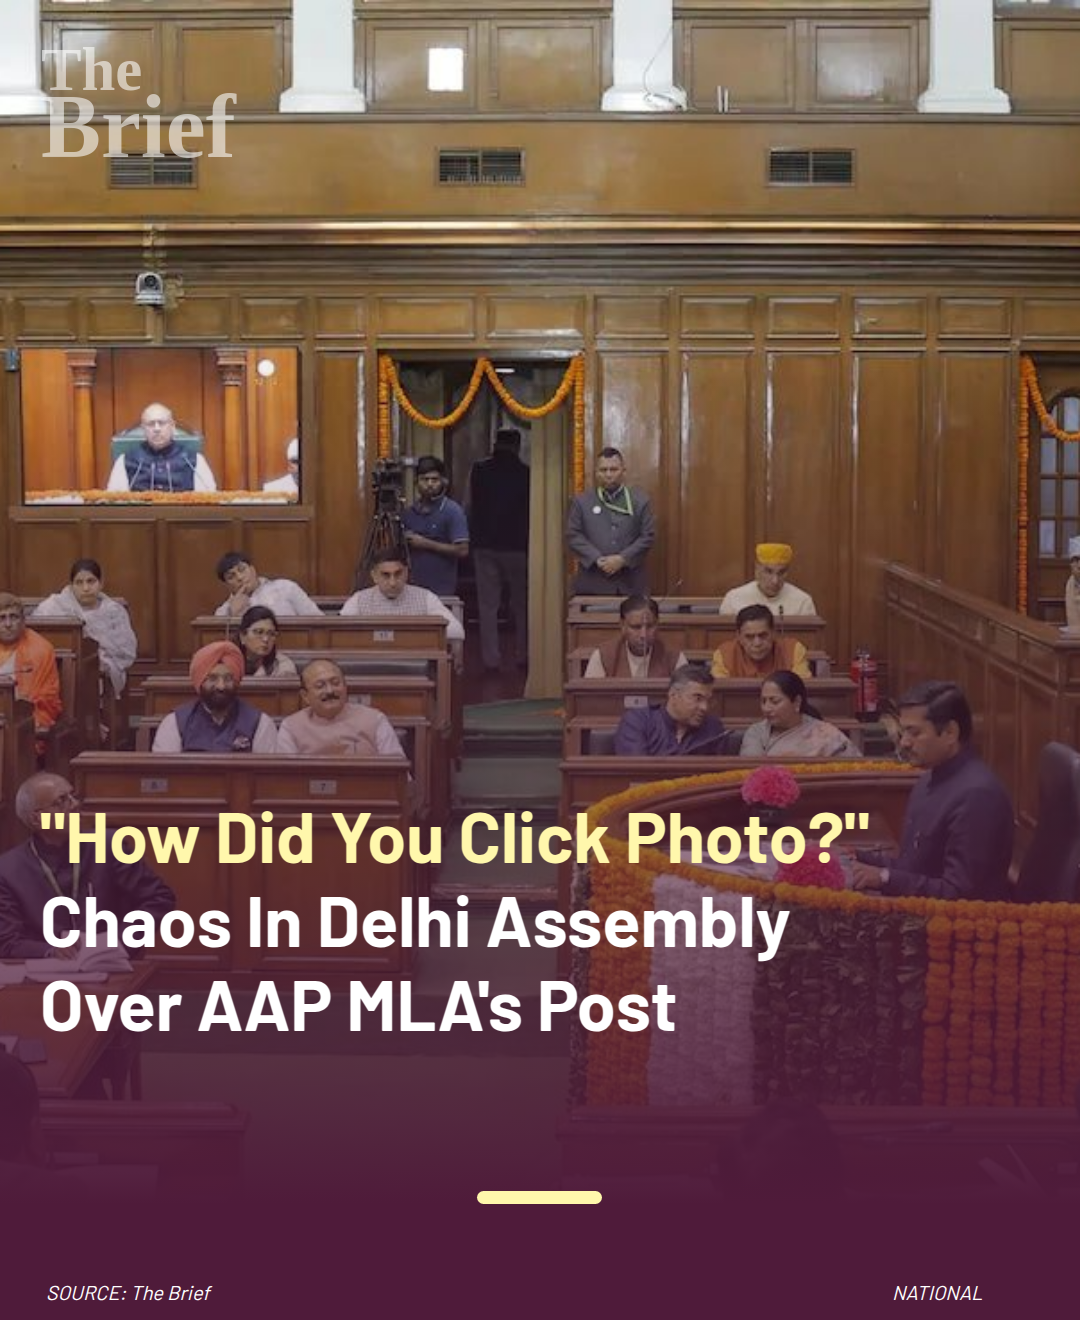 The
Brief
"How Did You Click Photo?"
Chaos In Delhi Assembly
Over AAP MLA's Post
SOURCE: The Brief
NATIONAL